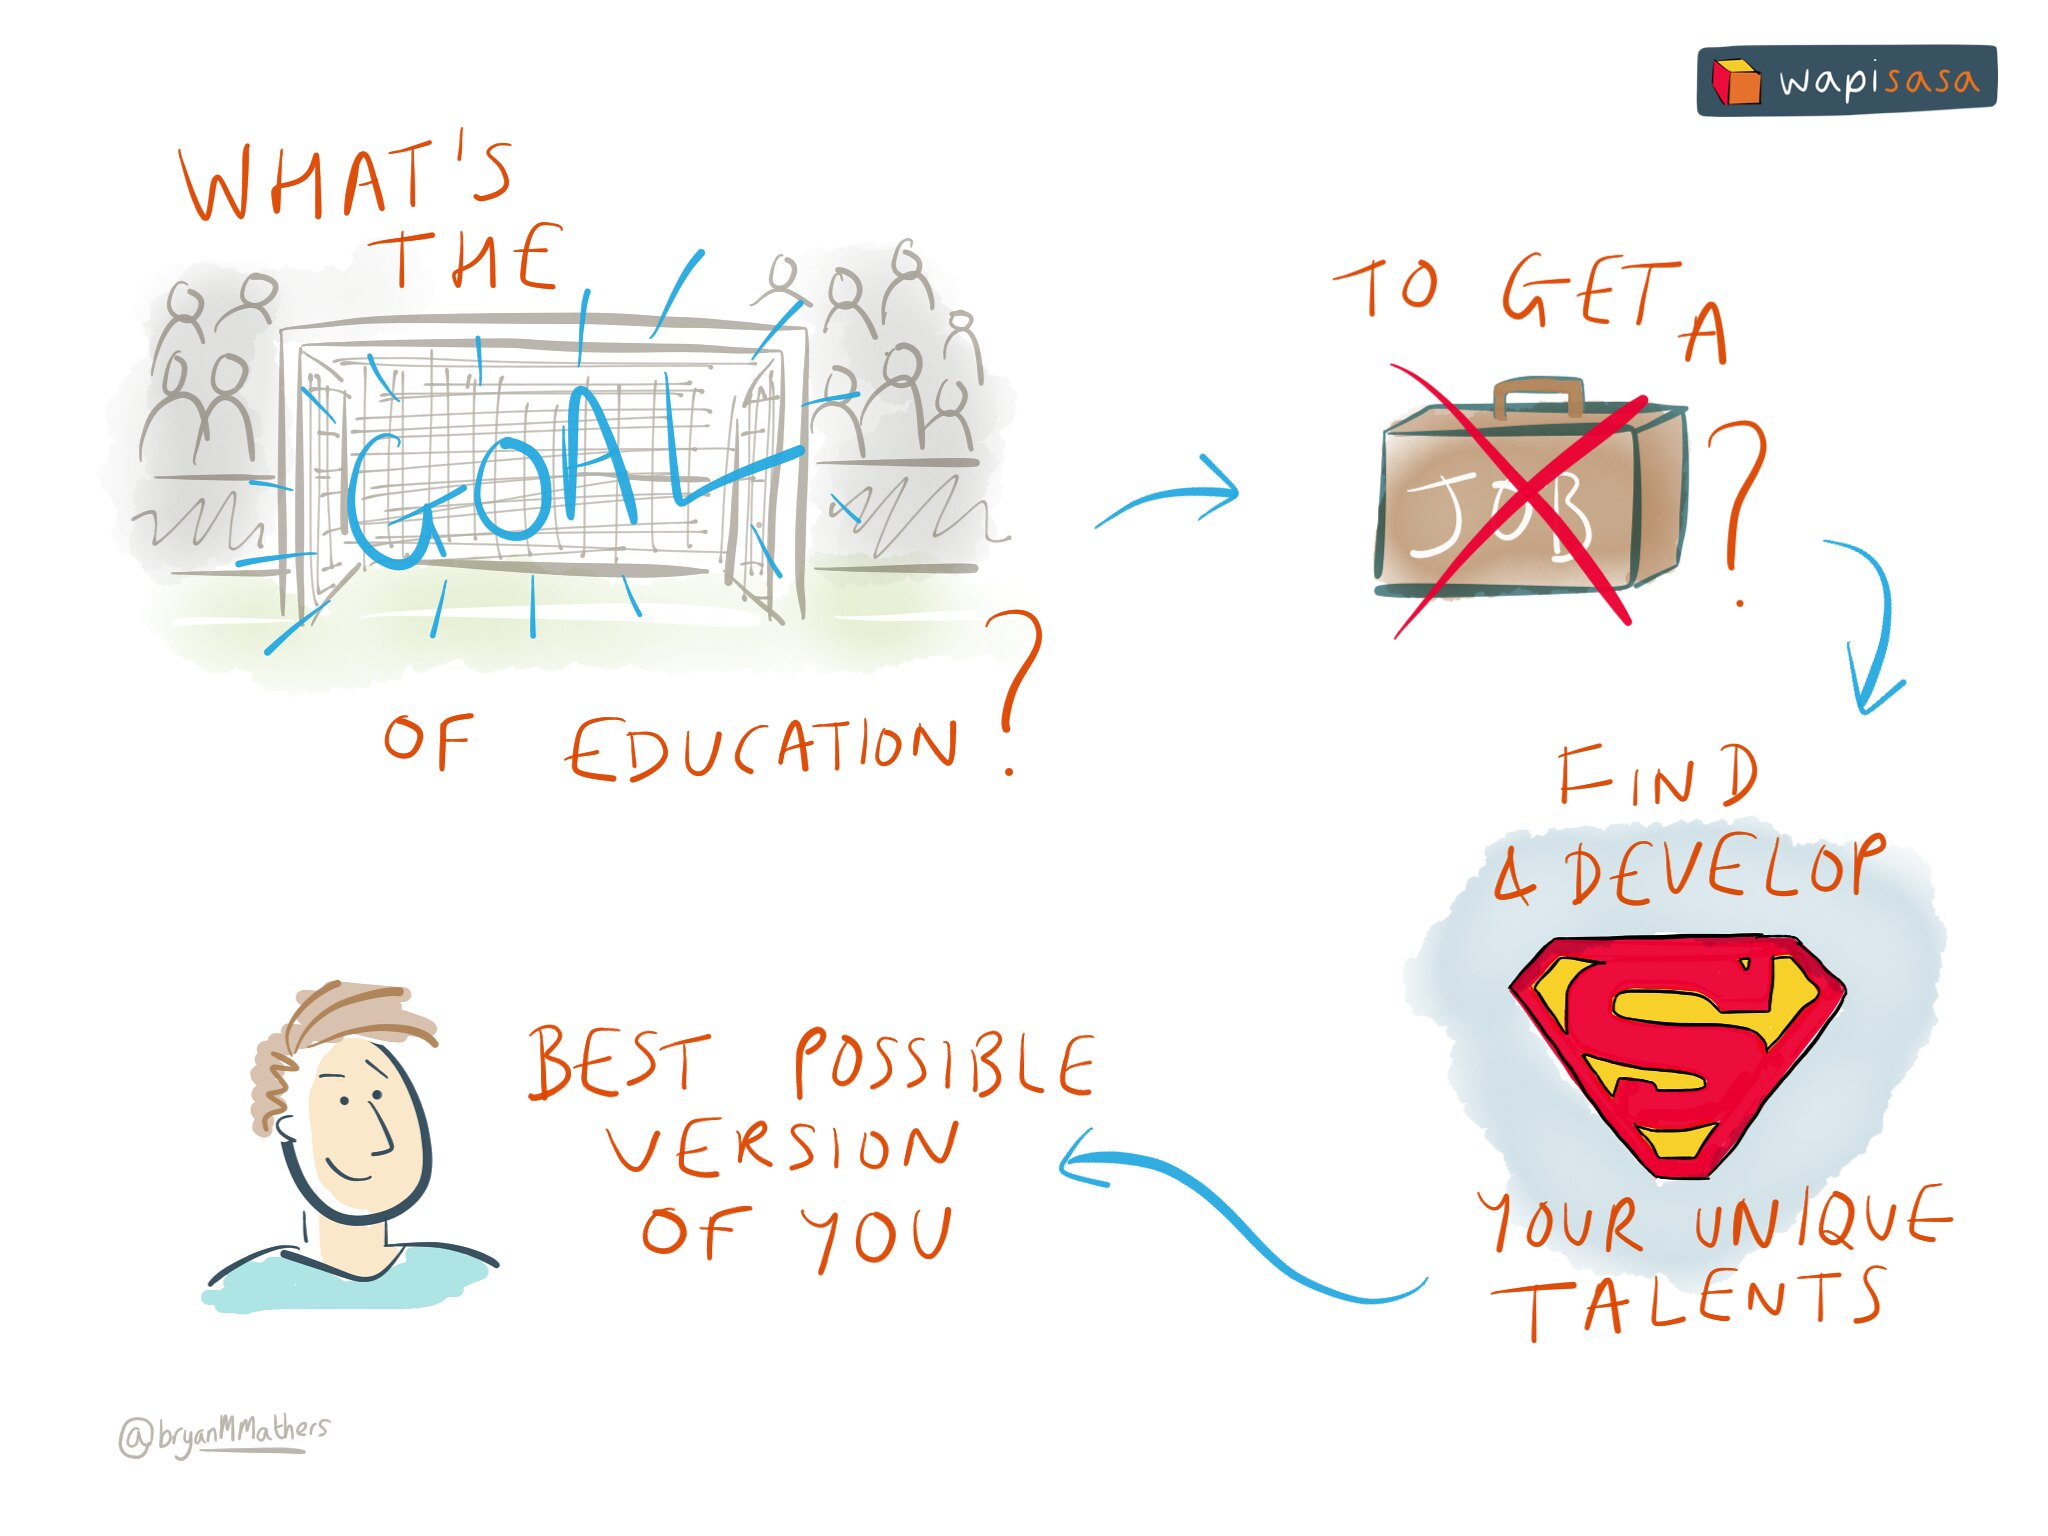 wapisasa
WHAT'S
THE
GOAL
OF EDUCATION?
TO GET A
JOB?
FIND
& DEVELOP
S
YOUR UNIQUE
TALENTS
BEST POSSIBLE
VERSION
OF YOU
@bryanMMathers